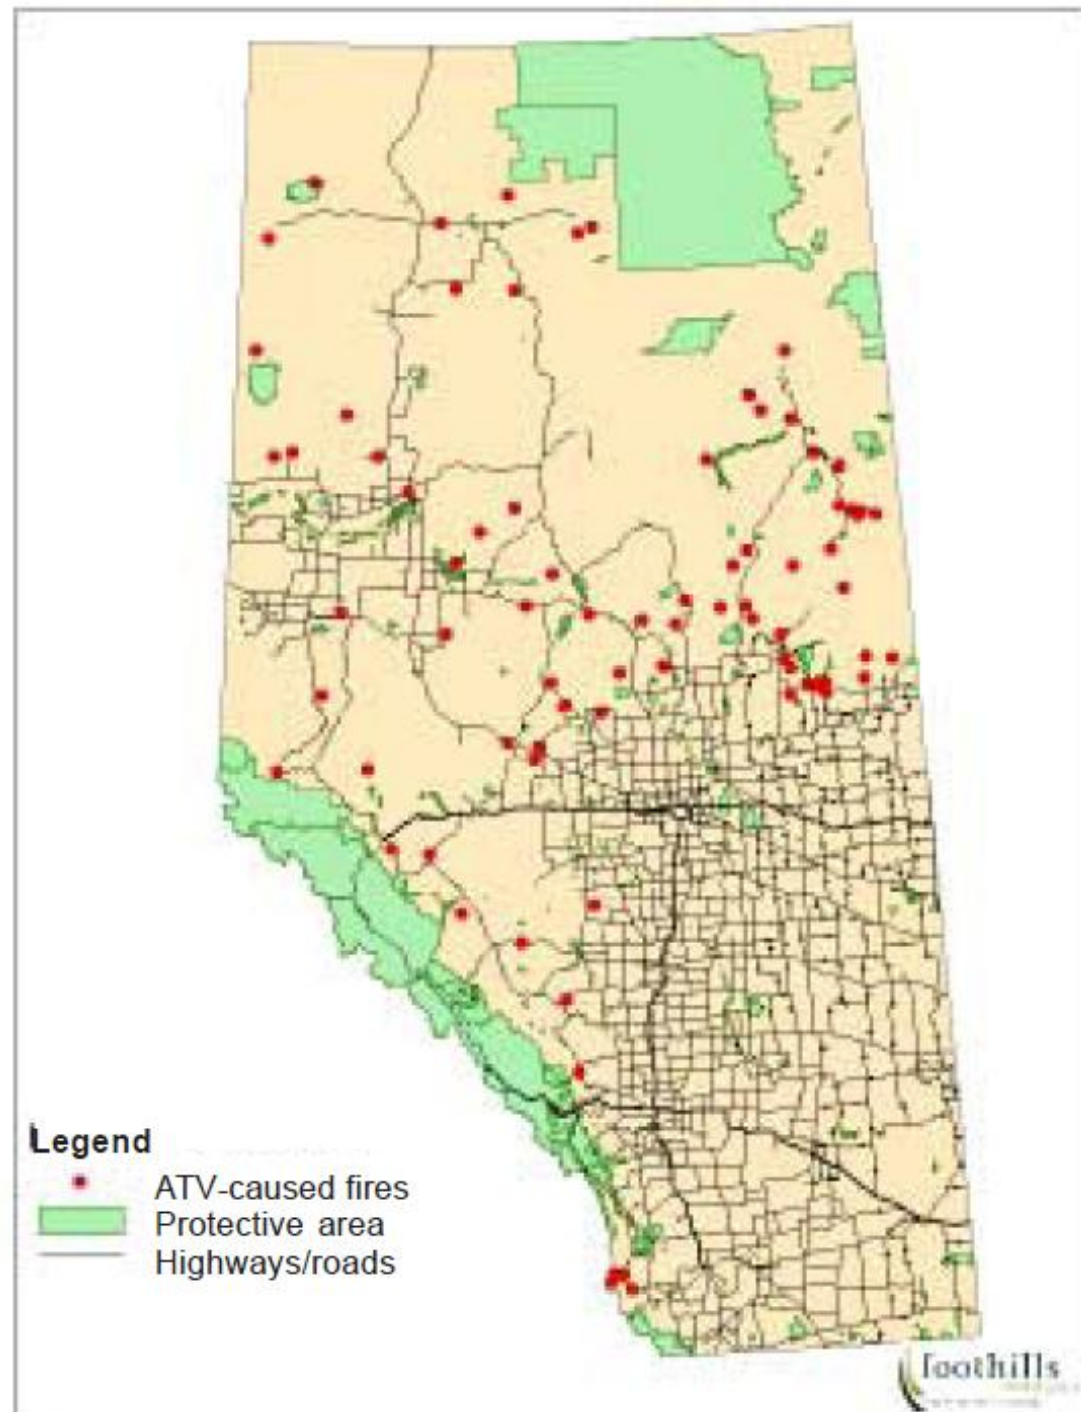 Legend
ATV-caused fires
Protective area
Highways/roads
foothills